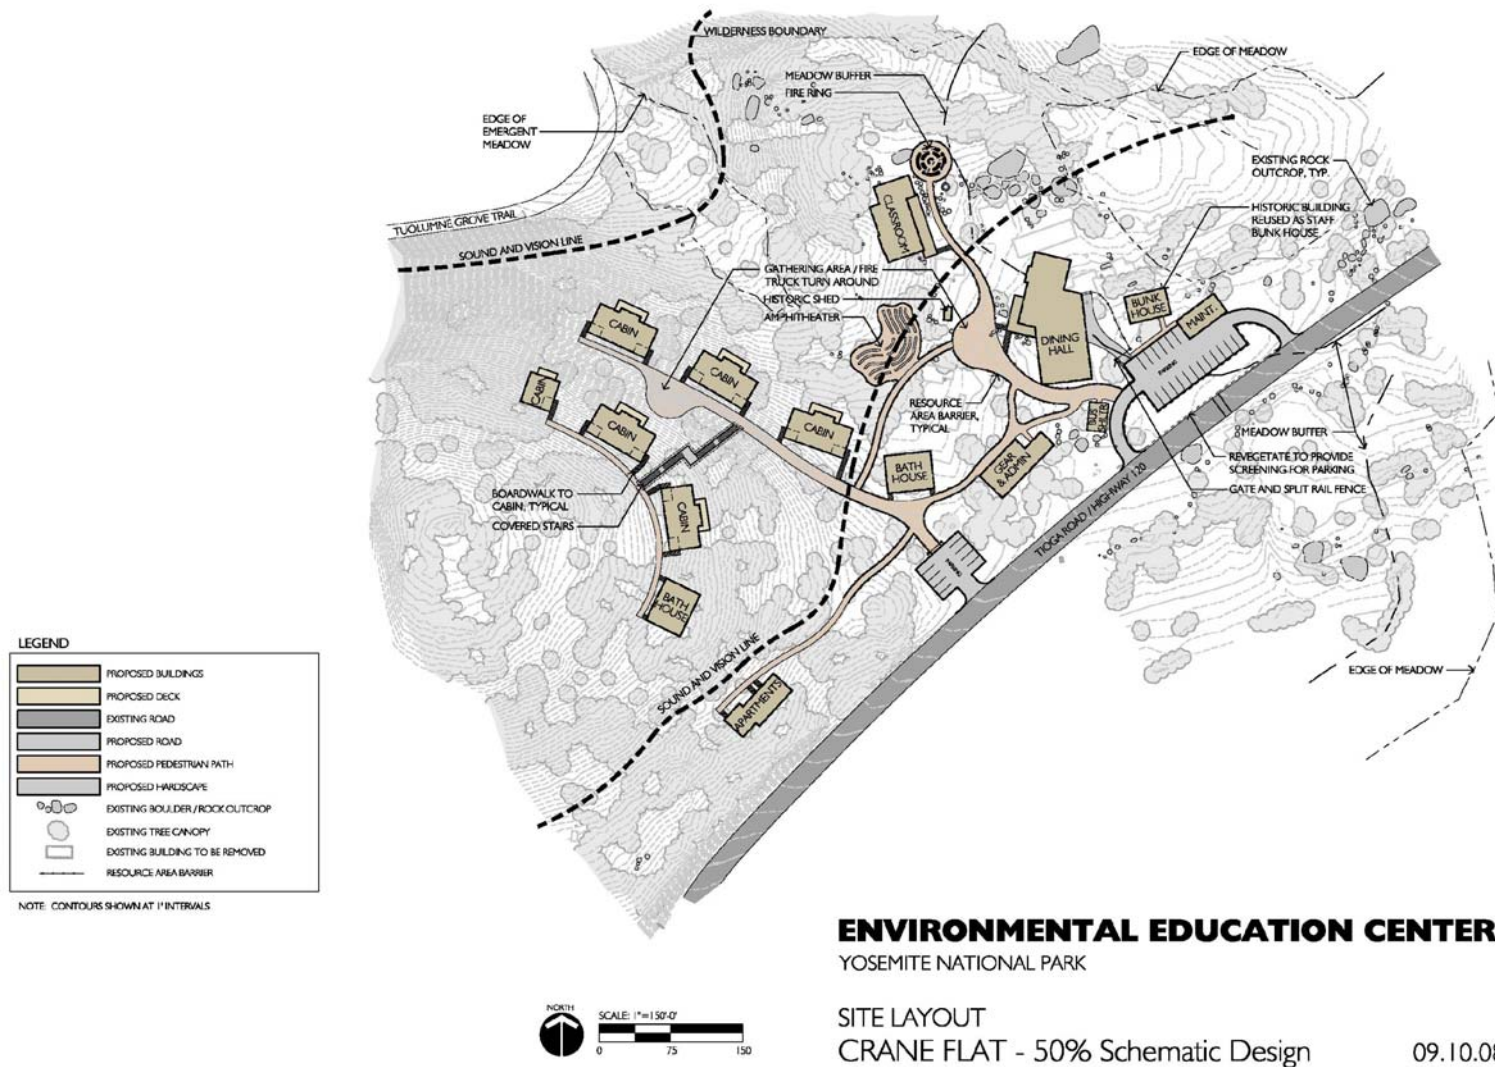 WILDERNESS BOUNDARY
EDGE OF MEADOW
MEADOW BUFFER
FIRE RING
EDGE OF
EMERGENT
MEADOW
EXISTING ROCK
OUTCROP, TYP.
HISTORIC BUILDING
REUSED AS STAFF
BUNK HOUSE
TUOLUMNE GROVE TRAIL
SOUND AND VISION LINE
CLASSROOM
GATHERING AREA / FIRE
TRUCK TURN AROUND
HISTORIC SHED
AMPHITHEATER
BUNK
HOUSE
MAINT.
DINING
HALL
PARKING
CABIN
CABIN
CABIN
CABIN
CABIN
RESOURCE
AREA BARRIER,
TYPICAL
BUS
SHLTR
MEADOW BUFFER
REVEGETATE TO PROVIDE
SCREENING FOR PARKING
GATE AND SPLIT RAIL FENCE
BATH
HOUSE
GEAR
& ADMIN
TIOGA ROAD / HIGHWAY 120
BOARDWALK TO
CABIN, TYPICAL
COVERED STAIRS
CABIN
PARKING
BATH
HOUSE
SOUND AND VISION LINE
APARTMENTS
EDGE OF MEADOW
LEGEND
PROPOSED BUILDINGS
PROPOSED DECK
EXISTING ROAD
PROPOSED ROAD
PROPOSED PEDESTRIAN PATH
PROPOSED HARDSCAPE
EXISTING BOULDER / ROCK OUTCROP
EXISTING TREE CANOPY
EXISTING BUILDING TO BE REMOVED
RESOURCE AREA BARRIER
NOTE: CONTOURS SHOWN AT 1' INTERVALS
ENVIRONMENTAL EDUCATION CENTER
YOSEMITE NATIONAL PARK
NORTH
SCALE: 1"=150'-0"
0 75 150
SITE LAYOUT
CRANE FLAT - 50% Schematic Design 09.10.08